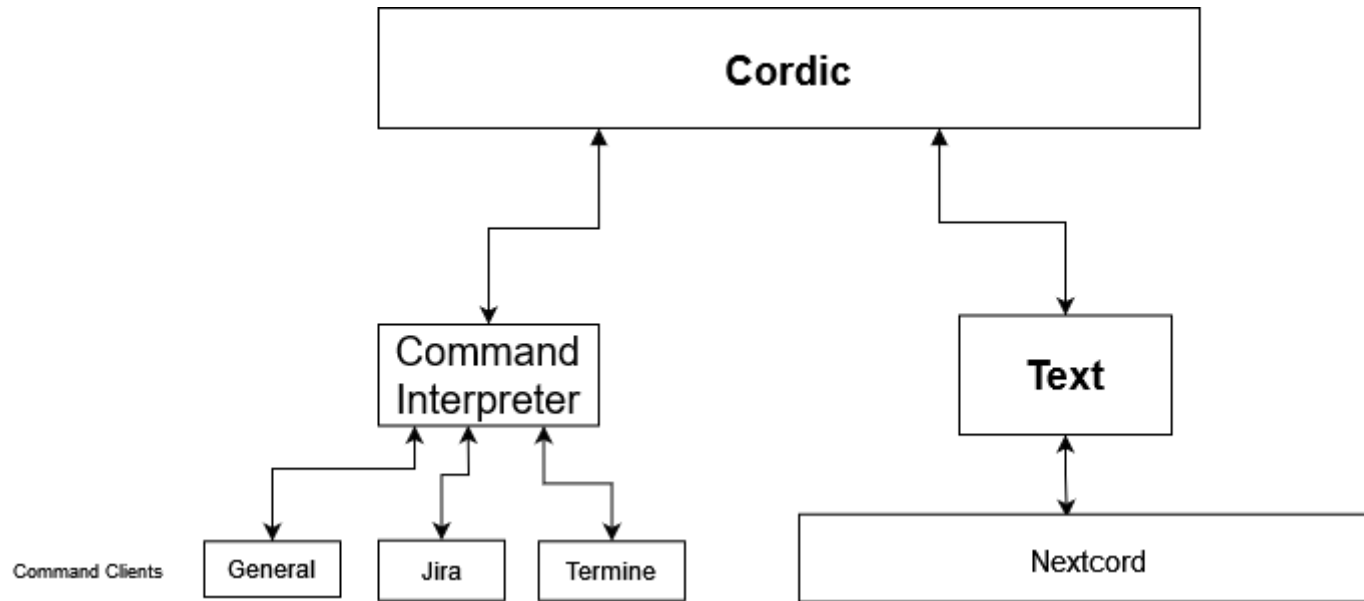 Cordic
Command
Interpreter
Text
Command Clients
General
Jira
Termine
Nextcord